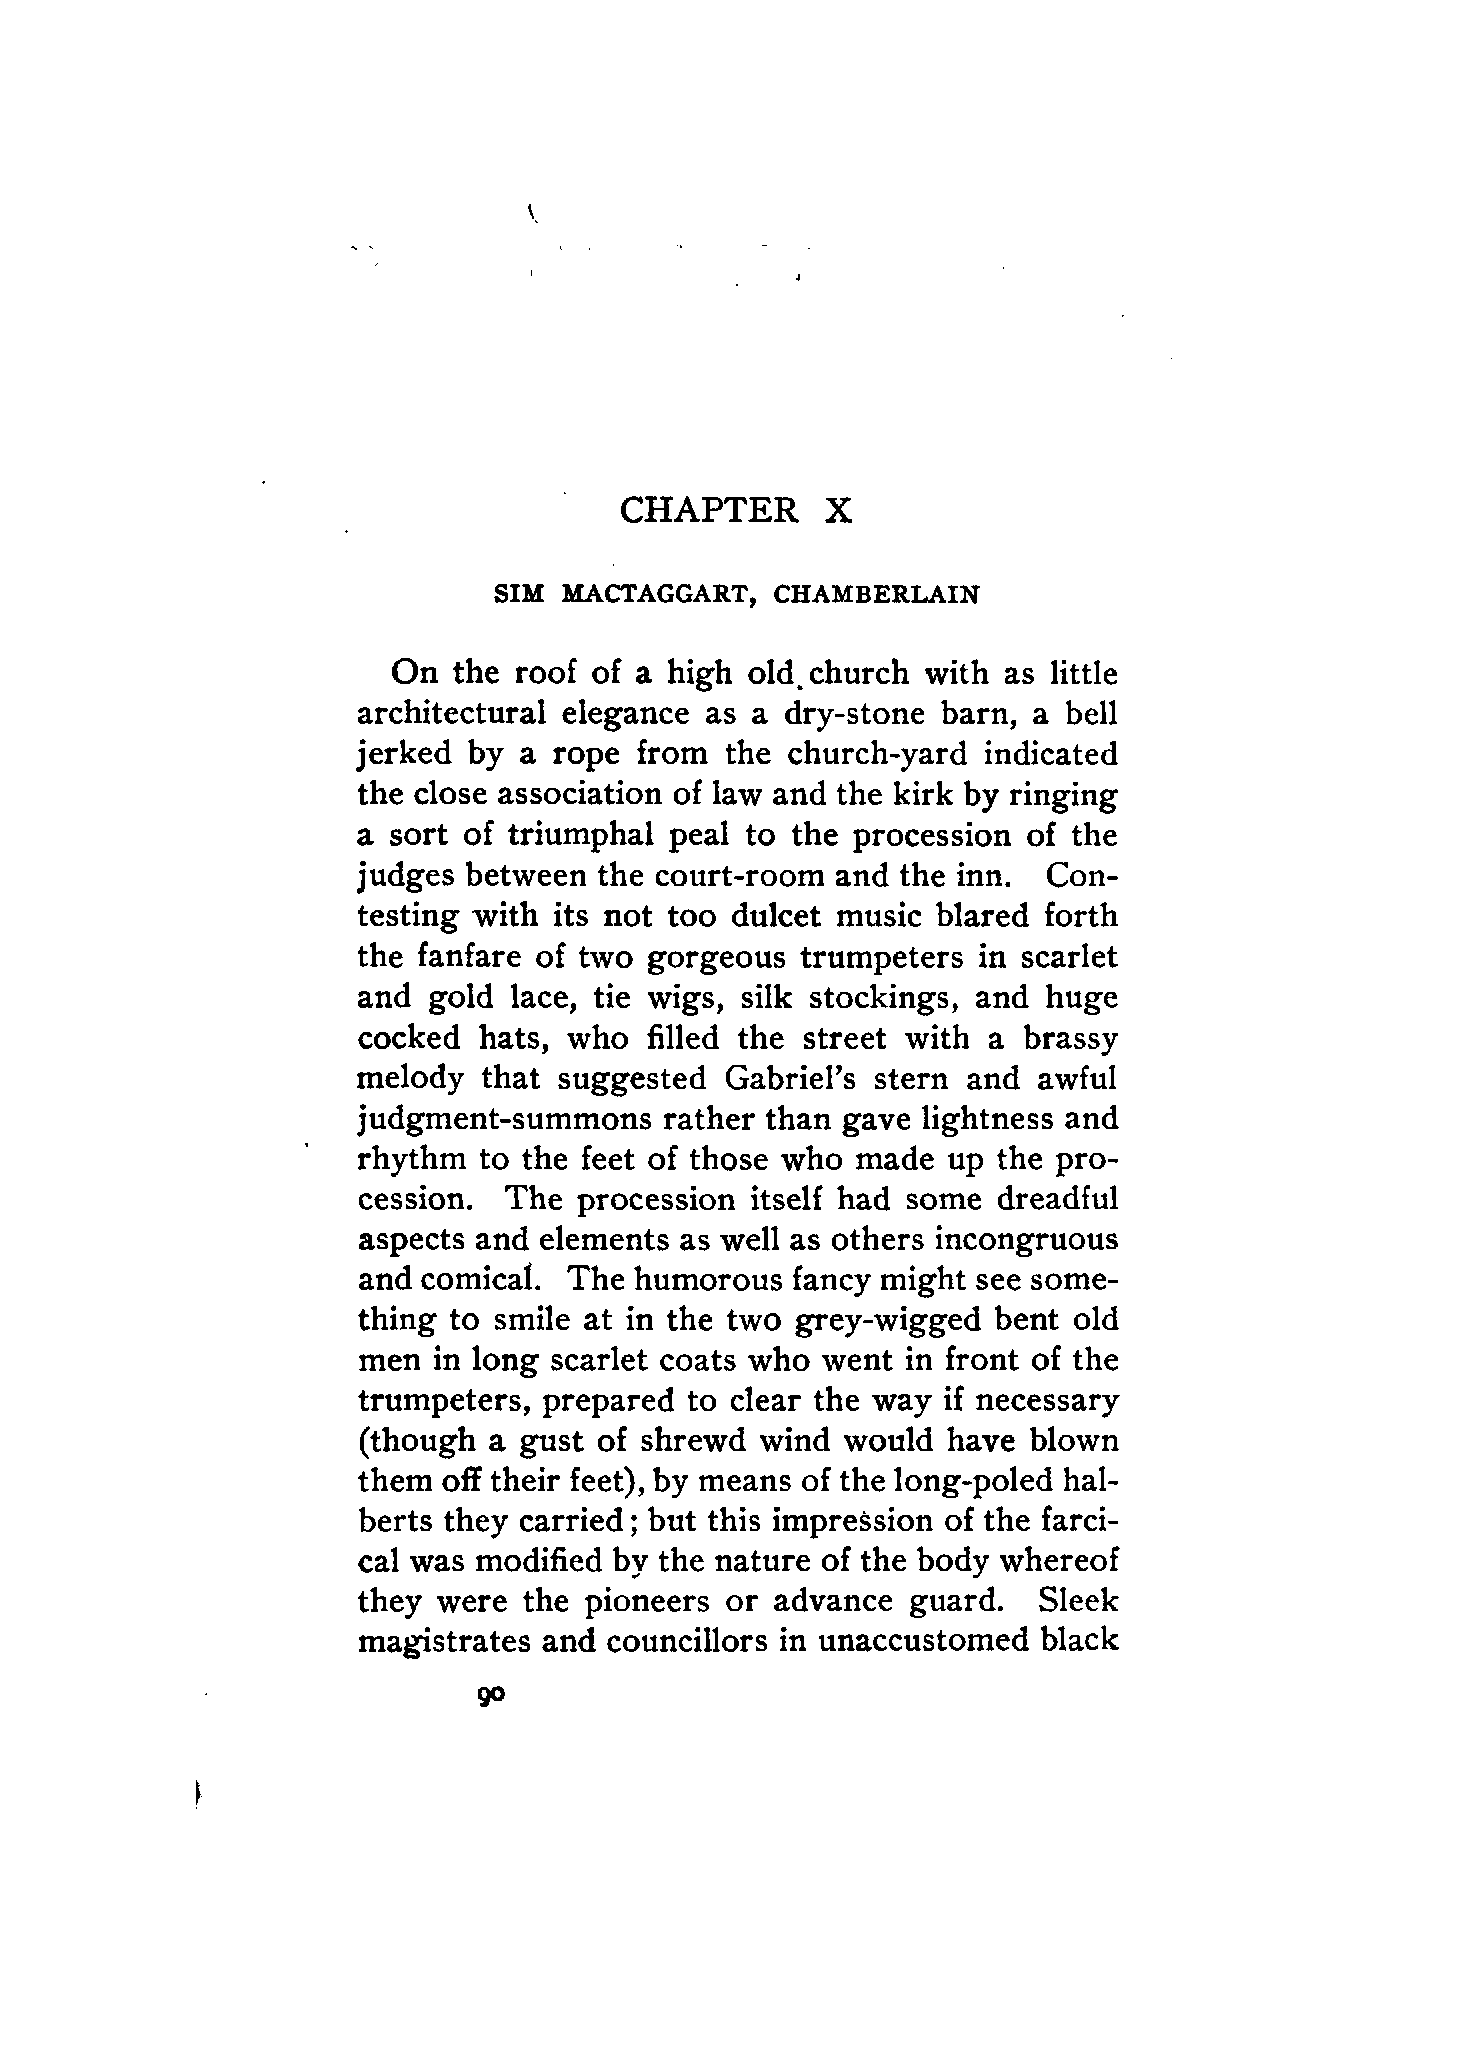 CHAPTER X
SIM MACTAGGART, CHAMBERLAIN
On the roof of a high old church with as little
architectural elegance as a dry-stone barn, a bell
jerked by a rope from the church-yard indicated
the close association of law and the kirk by ringing
a sort of triumphal peal to the procession of the
judges between the court-room and the inn. Con-
testing with its not too dulcet music blared forth
the fanfare of two gorgeous trumpeters in scarlet
and gold lace, tie wigs, silk stockings, and huge
cocked hats, who filled the street with a brassy
melody that suggested Gabriel's stern and awful
judgment-summons rather than gave lightness and
rhythm to the feet of those who made up the pro-
cession. The procession itself had some dreadful
aspects and elements as well as others incongruous
and comical. The humorous fancy might see some-
thing to smile at in the two grey-wigged bent old
men in long scarlet coats who went in front of the
trumpeters, prepared to clear the way if necessary
(though a gust of shrewd wind would have blown
them off their feet), by means of the long-poled hal-
berts they carried; but this impression of the farci-
cal was modified by the nature of the body whereof
they were the pioneers or advance guard. Sleek
magistrates and councillors in unaccustomed black
90